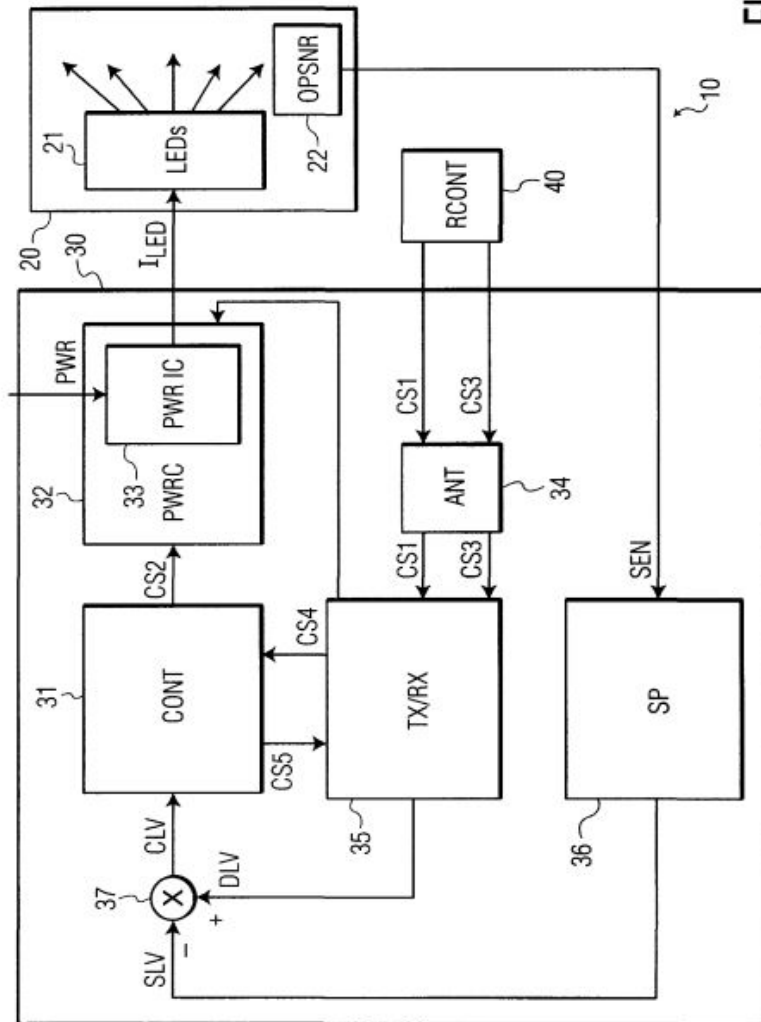 31
32
20
21
PWR
30
37
SLV
CLV
CONT
CS2
PWRC
33
PWR IC
I LED
LEDs
X
−
+
DLV
CS5
CS4
OPSNR
22
35
TX/RX
CS1
CS3
ANT
34
CS1
CS3
RCONT
40
36
SP
SEN
10